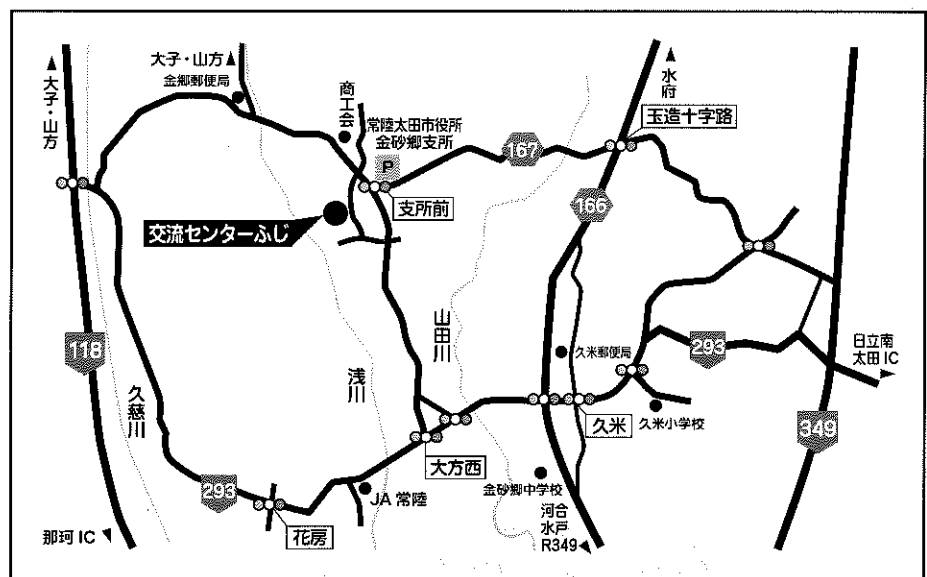 大子・山方
金郷郵便局
大子・山方
商工会
常陸太田市役所
金砂郷支所
P
水府
玉造十字路
167
支所前
166
交流センターふじ
118
久慈川
浅川
山田川
久米郵便局
293
日立南
太田IC
久米
久米小学校
349
大方西
293
JA常陸
金砂郷中学校
花房
那珂IC
河合
水戸
R349